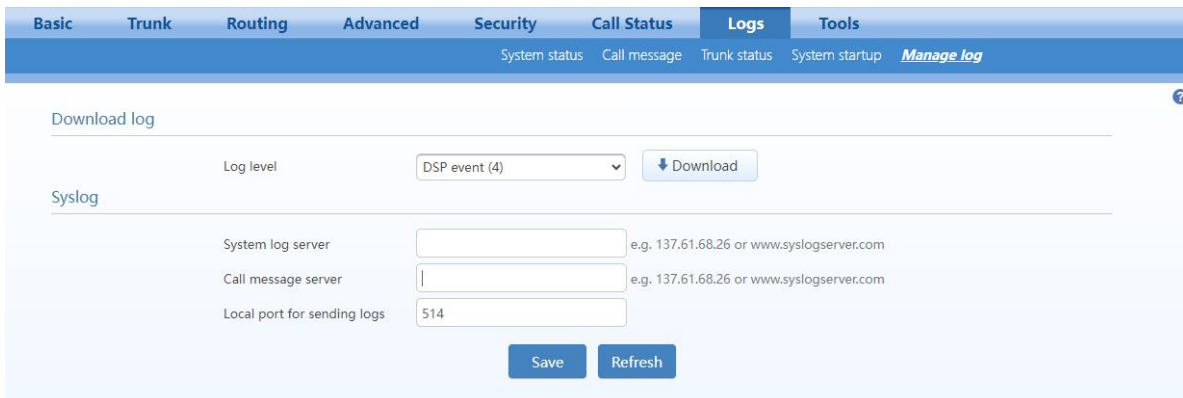 Basic Trunk Routing Advanced Security Call Status Logs Tools
System status Call message Trunk status System startup Manage log
?
Download log
Log level DSP event (4) Download
Syslog
System log server e.g. 137.61.68.26 or www.syslogserver.com
Call message server e.g. 137.61.68.26 or www.syslogserver.com
Local port for sending logs 514
Save Refresh